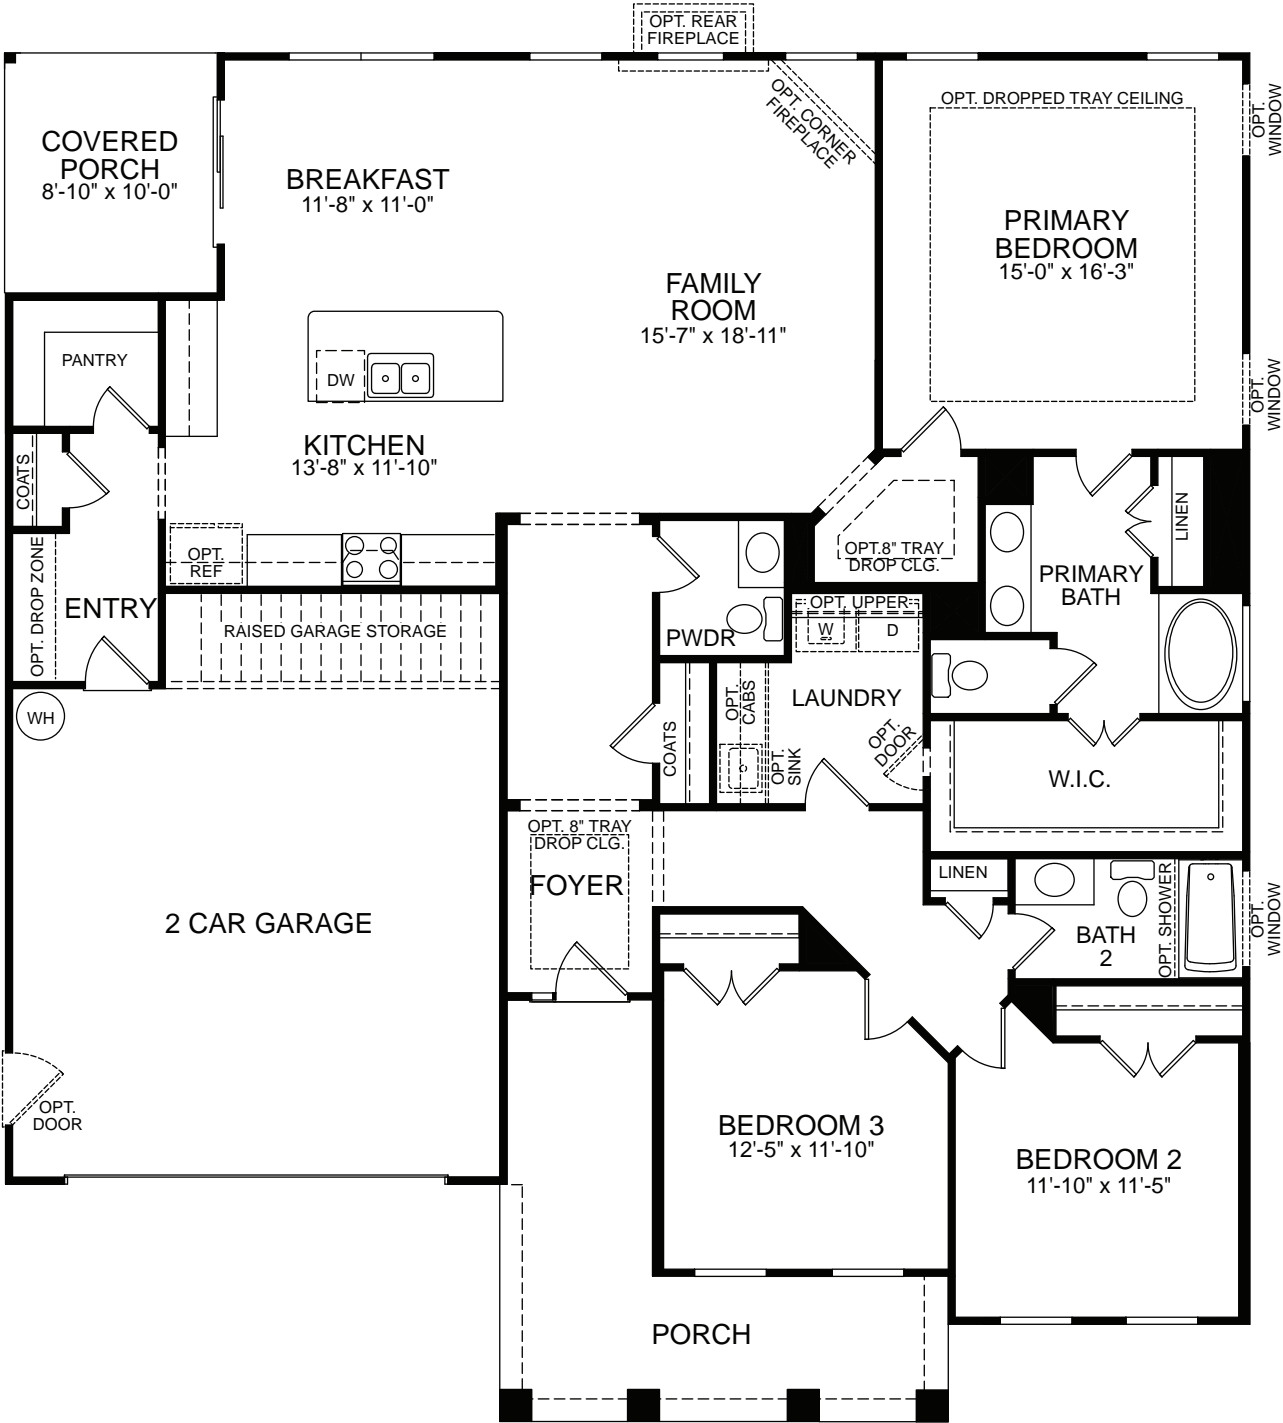 OPT. REAR
FIREPLACE
OPT. CORNER
FIREPLACE
OPT. DROPPED TRAY CEILING
OPT.
WINDOW
COVERED
PORCH
8'-10" x 10'-0"
BREAKFAST
11'-8" x 11'-0"
PRIMARY
BEDROOM
15'-0" x 16'-3"
FAMILY
ROOM
15'-7" x 18'-11"
PANTRY
DW
OPT.
WINDOW
KITCHEN
13'-8" x 11'-10"
COATS
LINEN
OPT.
REF
OPT.8" TRAY
DROP CLG.
PRIMARY
BATH
OPT. DROP ZONE
ENTRY
RAISED GARAGE STORAGE
PWDR
OPT. UPPER
W
D
WH
OPT.
CABS
LAUNDRY
OPT.
DOOR
COATS
OPT.
SINK
W.I.C.
OPT. 8" TRAY
DROP CLG.
FOYER
LINEN
2 CAR GARAGE
BATH
2
OPT. SHOWER
OPT.
WINDOW
OPT.
DOOR
BEDROOM 3
12'-5" x 11'-10"
BEDROOM 2
11'-10" x 11'-5"
PORCH